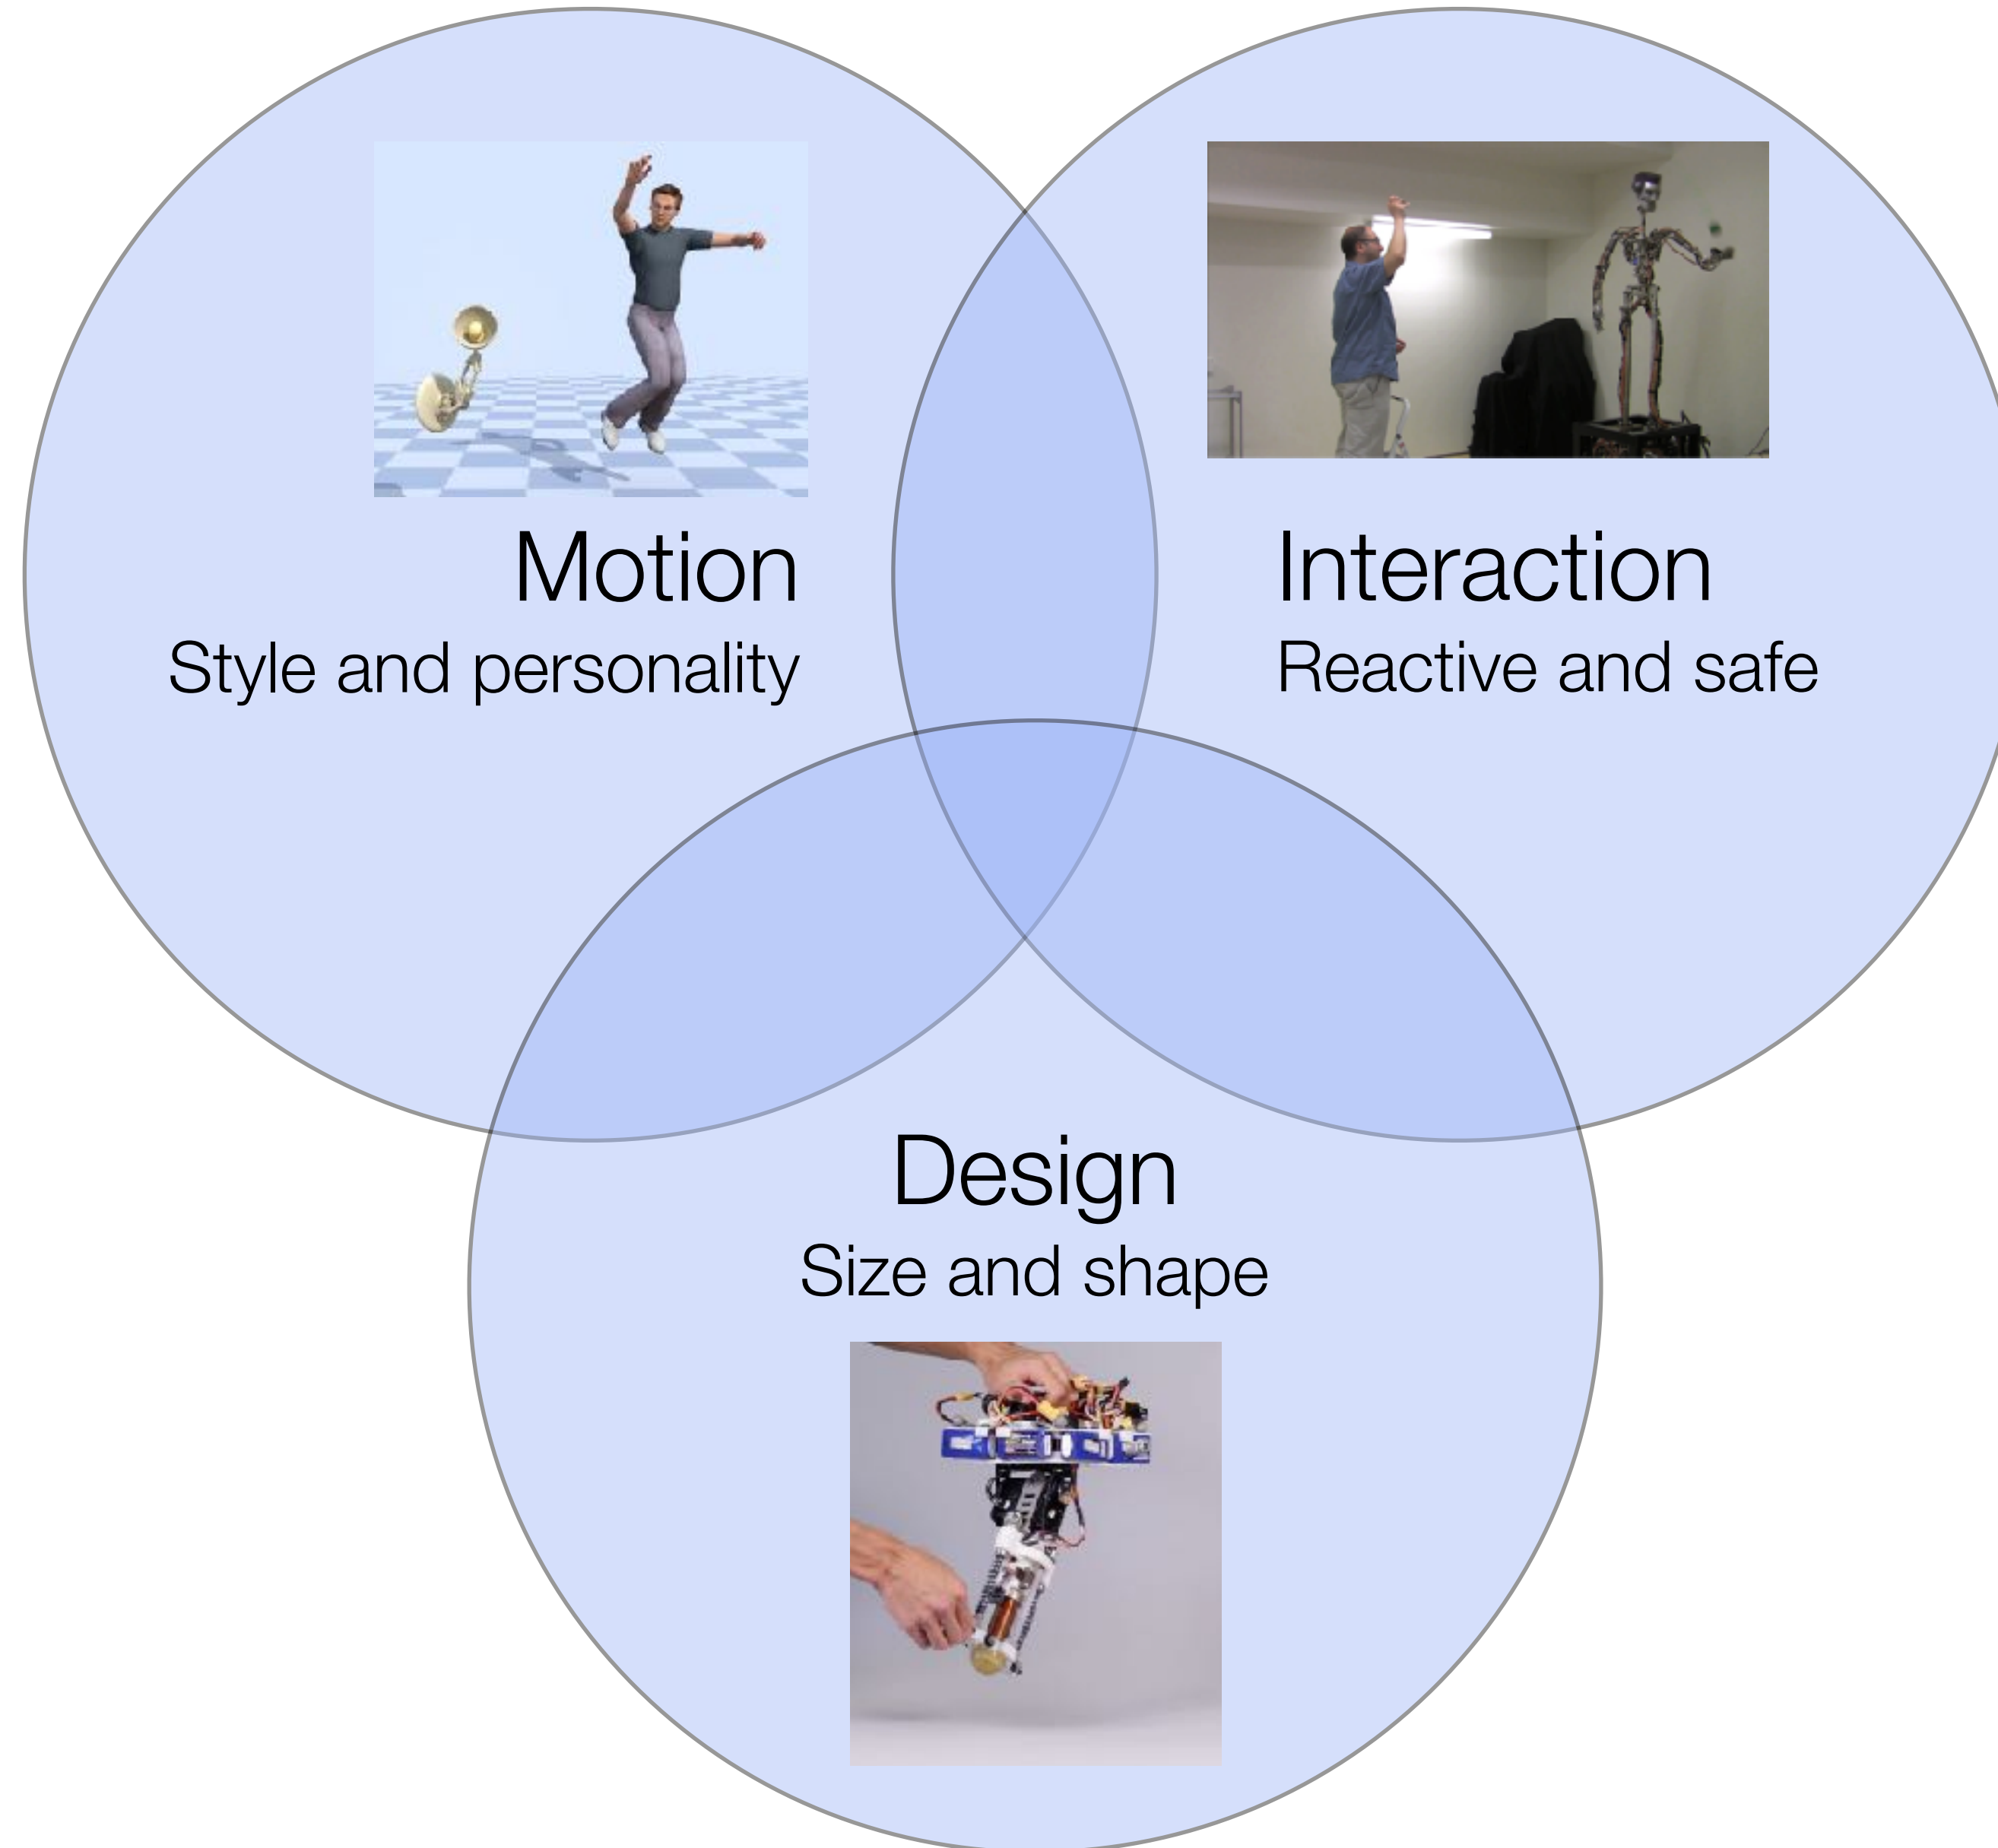 Motion
Style and personality
Interaction
Reactive and safe
Design
Size and shape